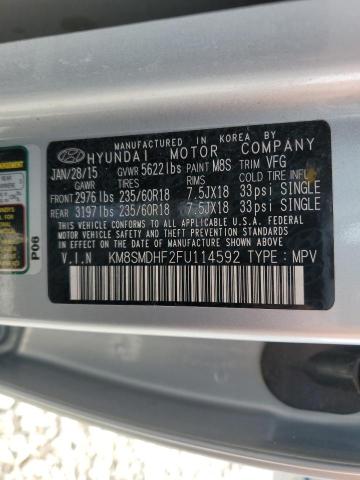 MANUFACTURED IN KOREA BY
HYUNDAI MOTOR COMPANY
JAN/28/15 GVWR 5622lbs PAINT M8S TRIM VFG
GAWR TIRES RIMS COLD TIRE INFL
FRONT 2976 lbs 235/60R18 7.5JX18 33psi SINGLE
REAR 3197 lbs 235/60R18 7.5JX18 33 psi SINGLE
THIS VEHICLE CONFORMS TO ALL APPLICABLE U.S.A. FEDERAL
MOTOR VEHICLE SAFETY AND THEFT PREVENTION
STANDARDS IN EFFECT ON THE DATE OF MANUFACTURE
V.I.N KM8SMDHF2FU114592 TYPE : MPV
P06